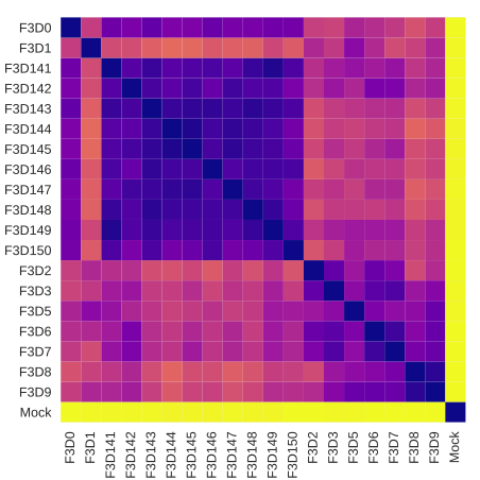 F3D0
F3D1
F3D141
F3D142
F3D143
F3D144
F3D145
F3D146
F3D147
F3D148
F3D149
F3D150
F3D2
F3D3
F3D5
F3D6
F3D7
F3D8
F3D9
Mock
F3D0
F3D1
F3D141
F3D142
F3D143
F3D144
F3D145
F3D146
F3D147
F3D148
F3D149
F3D150
F3D2
F3D3
F3D5
F3D6
F3D7
F3D8
F3D9
Mock